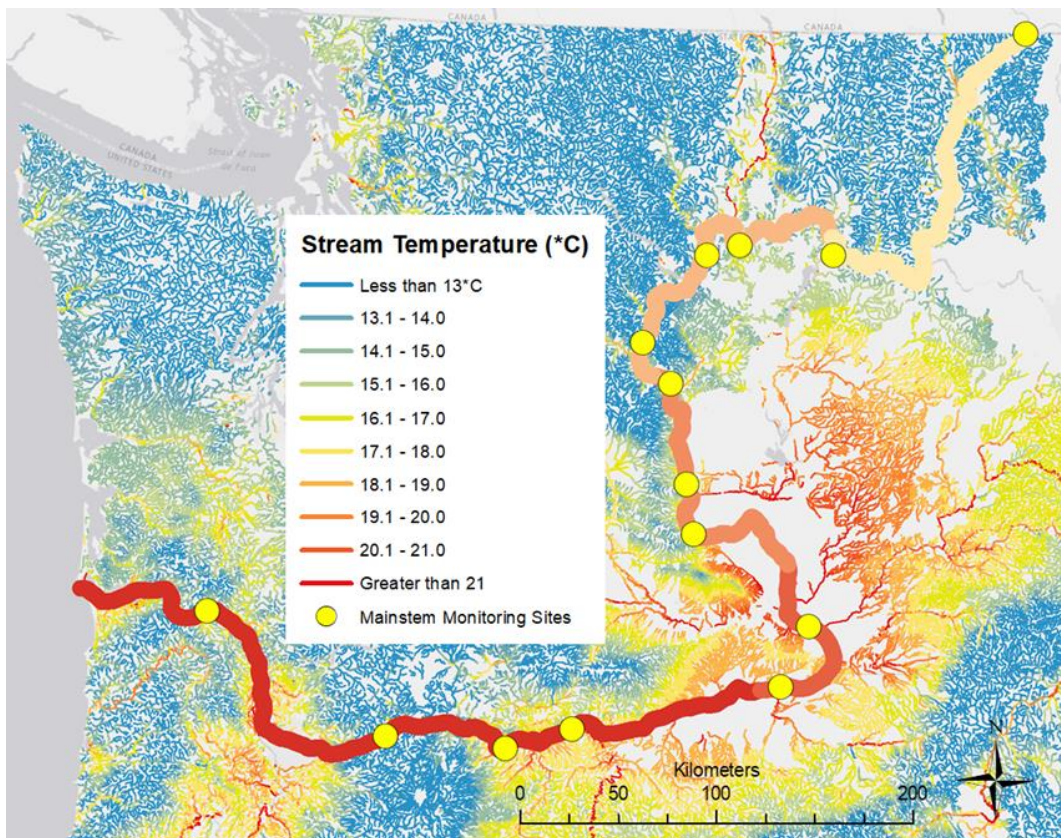 CANADA
CANADA
CANADA
UNITED STATES
Strait of Juan
de Fuca
Stream Temperature (*C)
Less than 13*C
13.1 - 14.0
14.1 - 15.0
15.1 - 16.0
16.1 - 17.0
17.1 - 18.0
18.1 - 19.0
19.1 - 20.0
20.1 - 21.0
Greater than 21
Mainstem Monitoring Sites
N
Kilometers
0 50 100 200